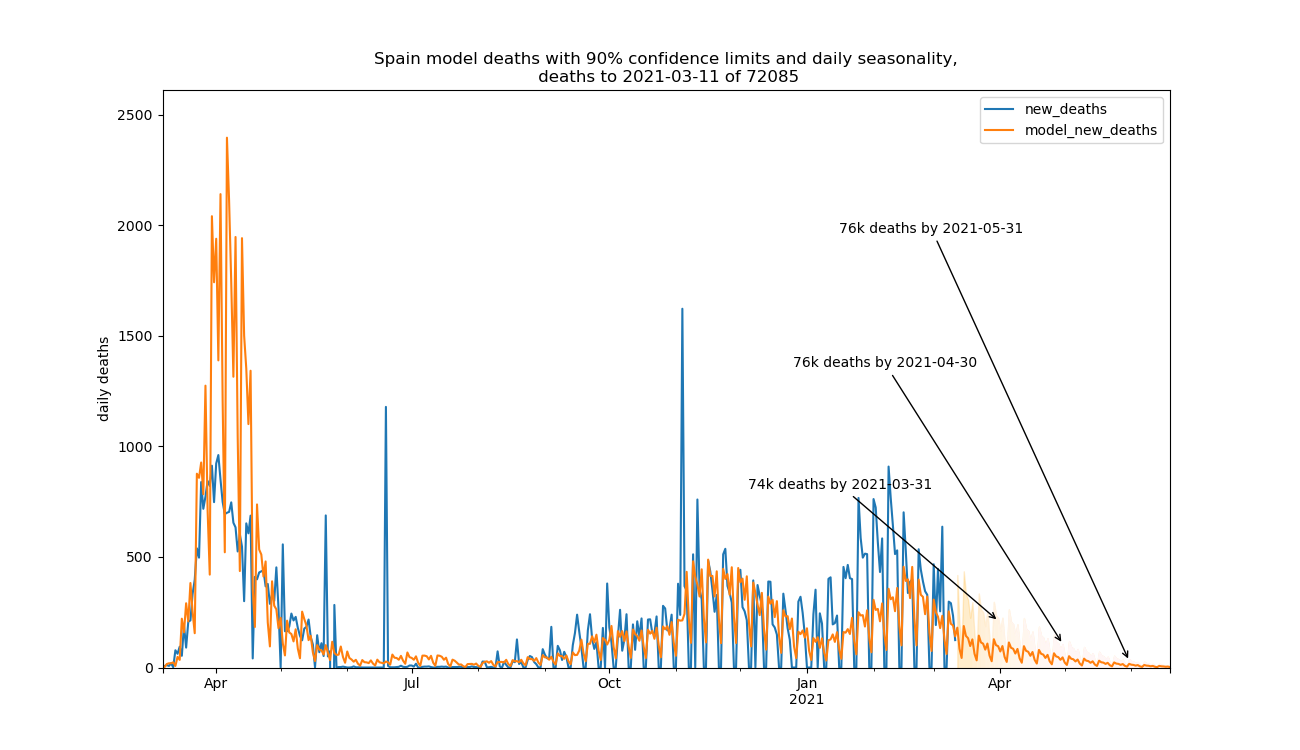 Spain model deaths with 90% confidence limits and daily seasonality,
deaths to 2021-03-11 of 72085
new_deaths
model_new_deaths
daily deaths
2500
2000
1500
1000
500
0
76k deaths by 2021-05-31
76k deaths by 2021-04-30
74k deaths by 2021-03-31
Apr
Jul
Oct
Jan
2021
Apr